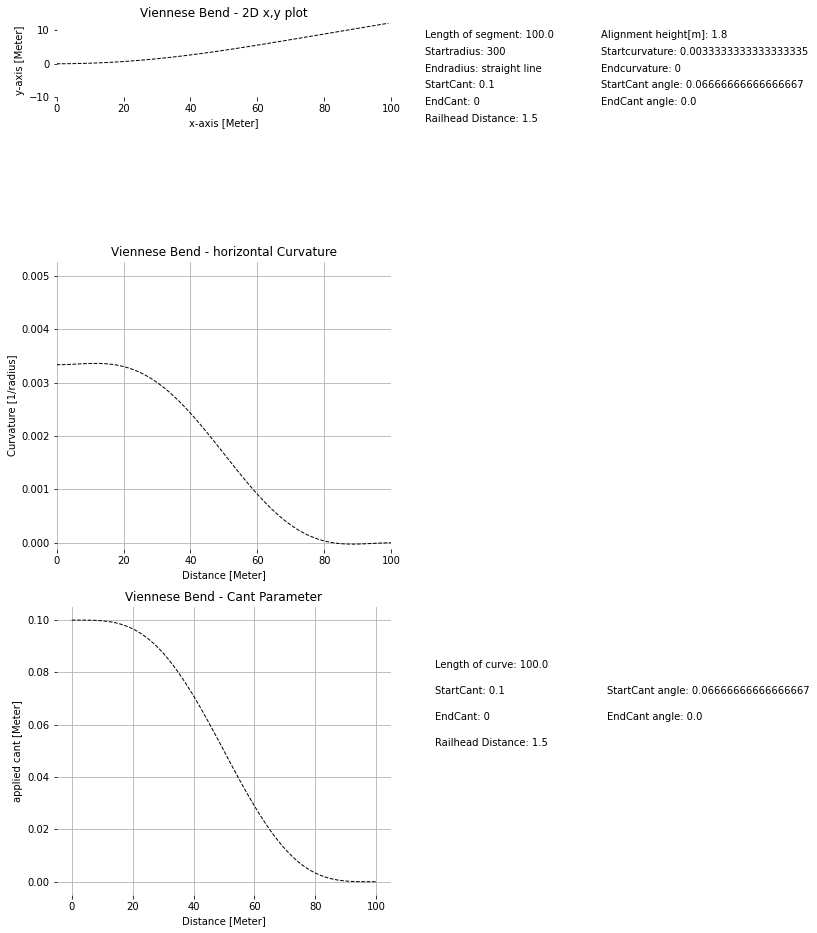 Viennese Bend - 2D x,y plot
10
0
−10
y-axis [Meter]
0 20 40 60 80 100
x-axis [Meter]
Length of segment: 100.0
Startradius: 300
Endradius: straight line
StartCant: 0.1
EndCant: 0
Railhead Distance: 1.5
Alignment height[m]: 1.8
Startcurvature: 0.0033333333333333335
Endcurvature: 0
StartCant angle: 0.06666666666666667
EndCant angle: 0.0
Viennese Bend - horizontal Curvature
0.005
0.004
0.003
0.002
0.001
0.000
Curvature [1/radius]
0 20 40 60 80 100
Distance [Meter]
Viennese Bend - Cant Parameter
0.10
0.08
0.06
0.04
0.02
0.00
applied cant [Meter]
0 20 40 60 80 100
Distance [Meter]
Length of curve: 100.0
StartCant: 0.1
EndCant: 0
Railhead Distance: 1.5
StartCant angle: 0.06666666666666667
EndCant angle: 0.0